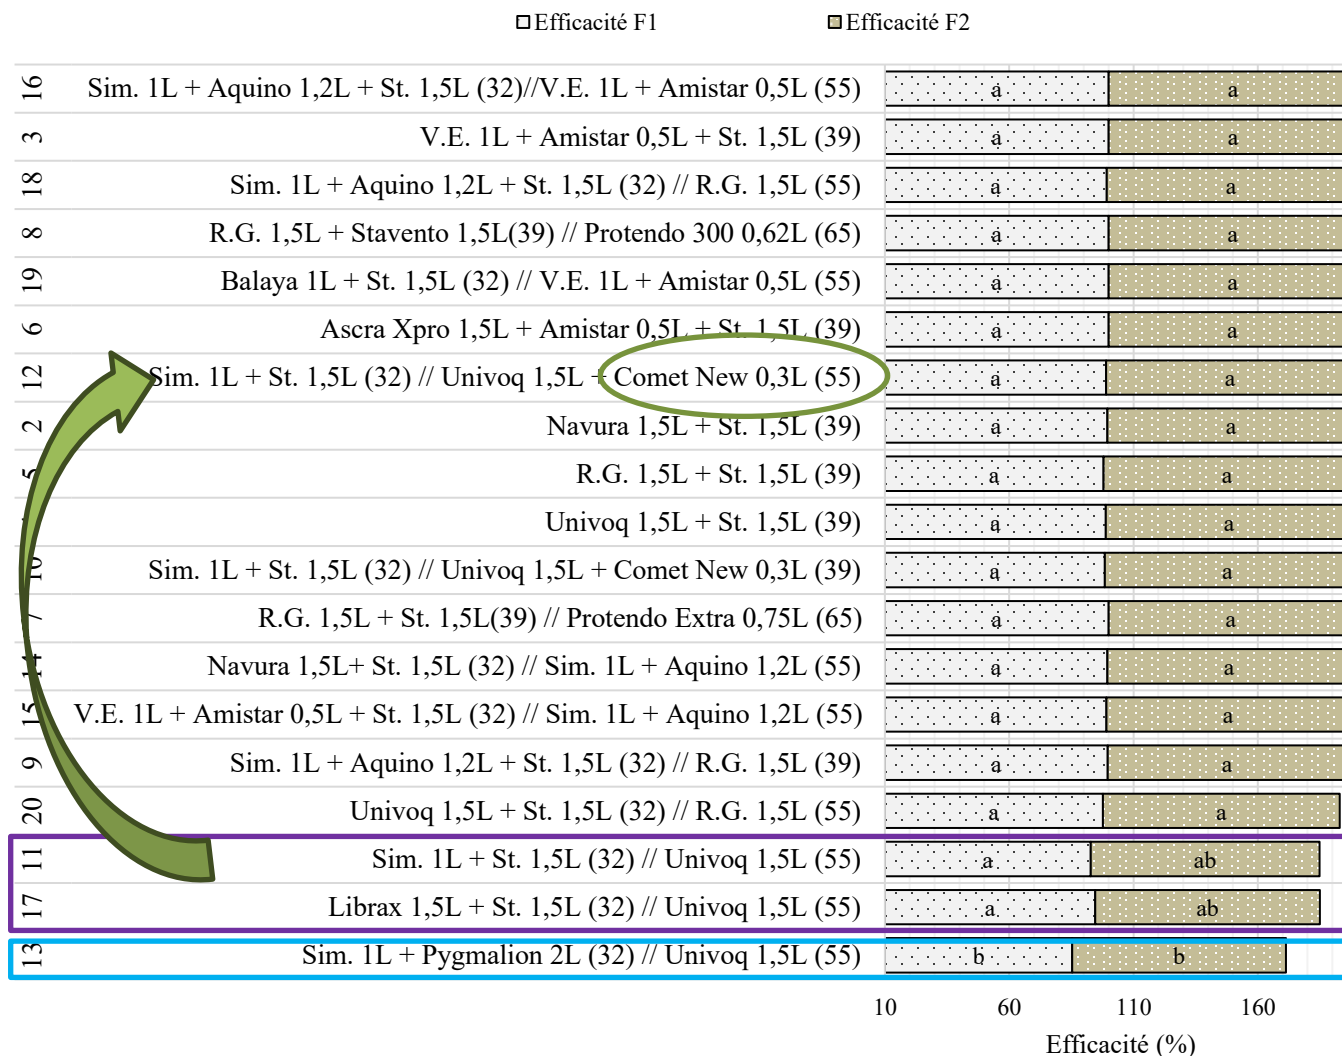 Efficacité F1 Efficacité F2
16 Sim. 1L + Aquino 1,2L + St. 1,5L (32)//V.E. 1L + Amistar 0,5L (55) a a
3 V.E. 1L + Amistar 0,5L + St. 1,5L (39) a a
18 Sim. 1L + Aquino 1,2L + St. 1,5L (32) // R.G. 1,5L (55) a a
8 R.G. 1,5L + Stavento 1,5L(39) // Protendo 300 0,62L (65) a a
19 Balaya 1L + St. 1,5L (32) // V.E. 1L + Amistar 0,5L (55) a a
6 Ascra Xpro 1,5L + Amistar 0,5L + St. 1,5L (39) a a
12 Sim. 1L + St. 1,5L (32) // Univoq 1,5L + Comet New 0,3L (55) a a
2 Navura 1,5L + St. 1,5L (39) a a
5 R.G. 1,5L + St. 1,5L (39) a a
Univoq 1,5L + St. 1,5L (39) a a
10 Sim. 1L + St. 1,5L (32) // Univoq 1,5L + Comet New 0,3L (39) a a
7 R.G. 1,5L + St. 1,5L(39) // Protendo Extra 0,75L (65) a a
14 Navura 1,5L+ St. 1,5L (32) // Sim. 1L + Aquino 1,2L (55) a a
15 V.E. 1L + Amistar 0,5L + St. 1,5L (32) // Sim. 1L + Aquino 1,2L (55) a a
9 Sim. 1L + Aquino 1,2L + St. 1,5L (32) // R.G. 1,5L (39) a a
20 Univoq 1,5L + St. 1,5L (32) // R.G. 1,5L (55) a a
11 Sim. 1L + St. 1,5L (32) // Univoq 1,5L (55) a ab
17 Librax 1,5L + St. 1,5L (32) // Univoq 1,5L (55) a ab
13 Sim. 1L + Pygmalion 2L (32) // Univoq 1,5L (55) b b
10 60 110 160
Efficacité (%)